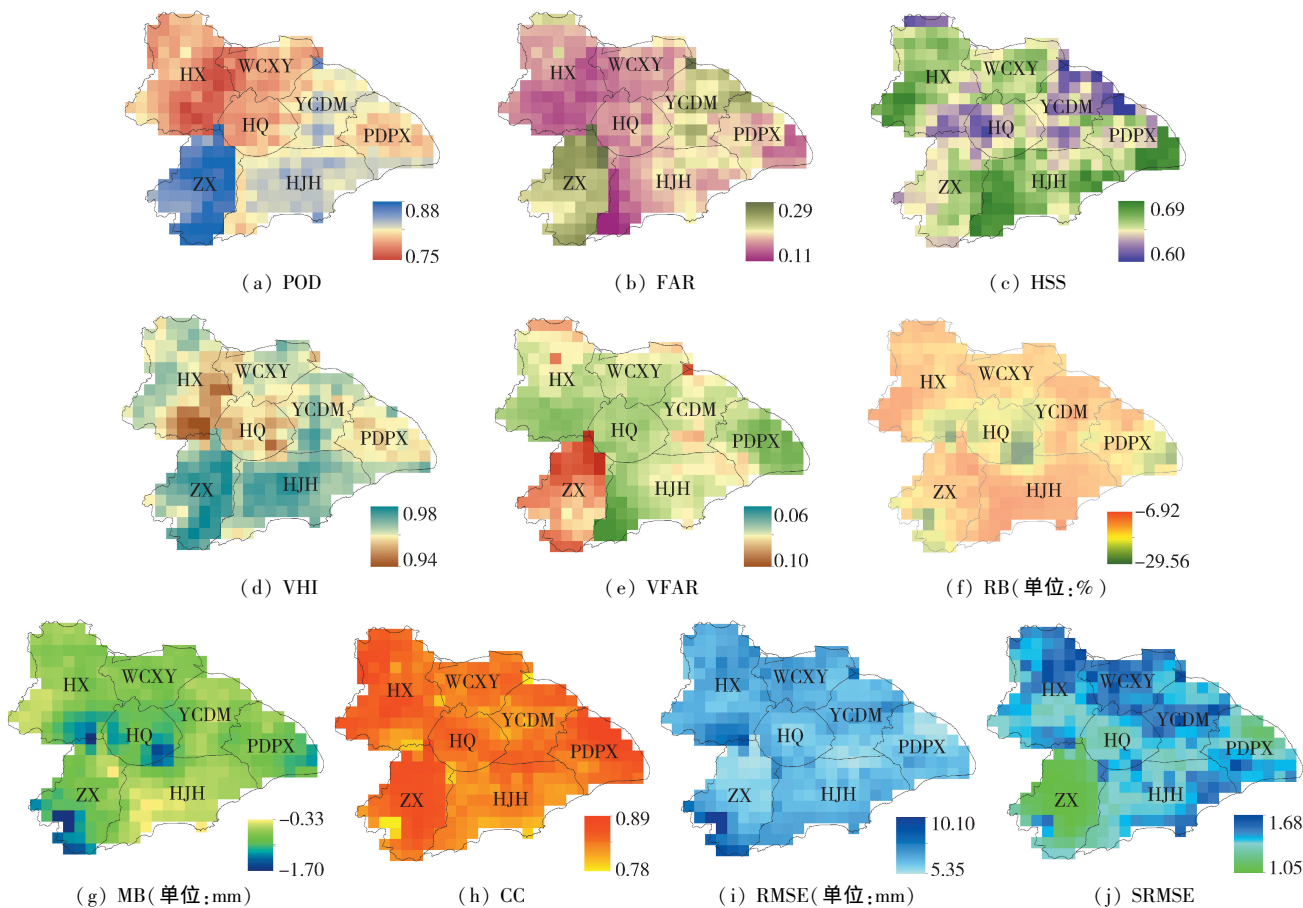 HX
WCXY
YCDM
HQ
PDPX
ZX
HJH
0.88
0.75
(a) POD
HX
WCXY
YCDM
HQ
PDPX
ZX
HJH
0.29
0.11
(b) FAR
HX
WCXY
YCDM
HQ
PDPX
ZX
HJH
0.69
0.60
(c) HSS
HX
WCXY
YCDM
HQ
PDPX
ZX
HJH
0.98
0.94
(d) VHI
HX
WCXY
YCDM
HQ
PDPX
ZX
HJH
0.06
0.10
(e) VFAR
HX
WCXY
YCDM
HQ
PDPX
ZX
HJH
-6.92
-29.56
(f) RB(单位:%)
HX
WCXY
YCDM
HQ
PDPX
ZX
HJH
-0.33
-1.70
(g) MB(单位:mm)
HX
WCXY
YCDM
HQ
PDPX
ZX
HJH
0.89
0.78
(h) CC
HX
WCXY
YCDM
HQ
PDPX
ZX
HJH
10.10
5.35
(i) RMSE(单位:mm)
HX
WCXY
YCDM
HQ
PDPX
ZX
HJH
1.68
1.05
(j) SRMSE